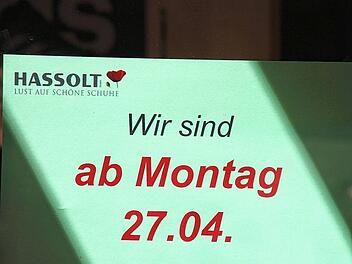 HASSOLT
LUST AUF SCHÖNE SCHUHE
Wir sind
ab Montag
27.04.